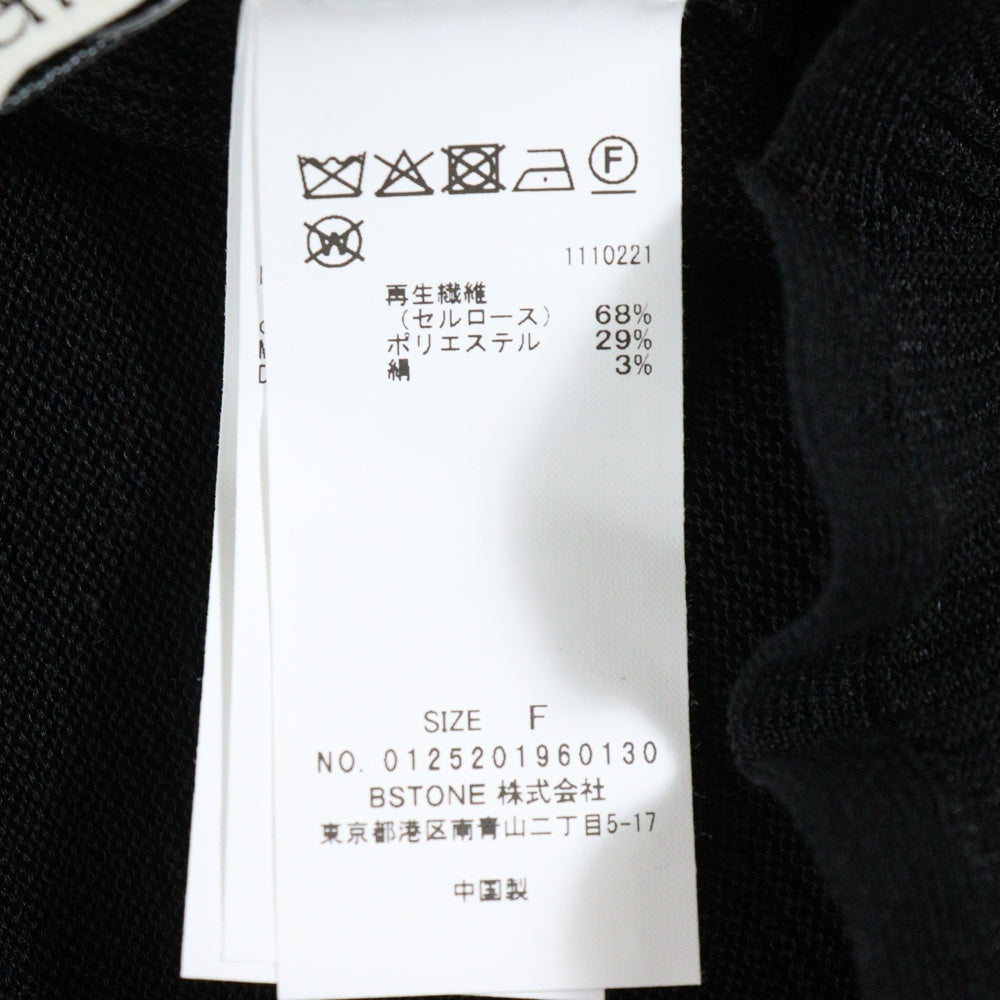 F
W
1110221
再生繊維
（セルロース） 68%
ポリエステル 29%
絹 3%
SIZE F
NO. 0125201960130
BSTONE 株式会社
東京都港区南青山二丁目5-17
中国製